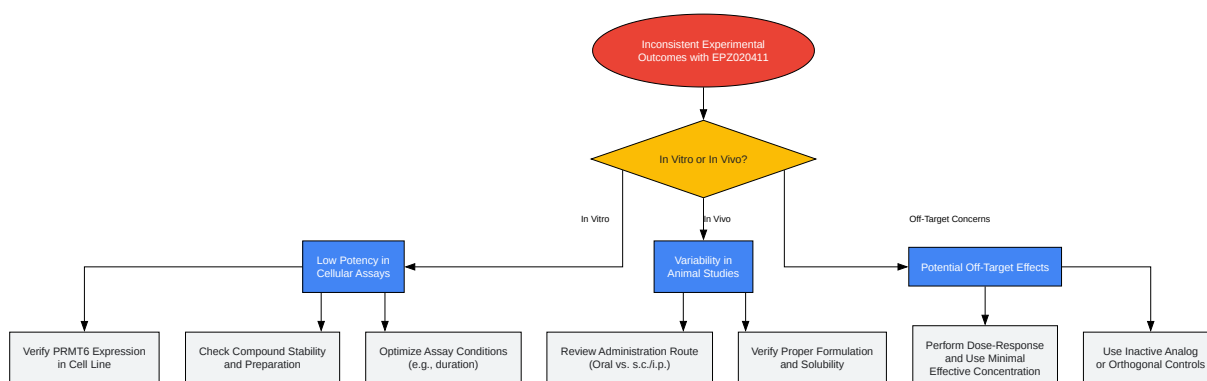 Inconsistent Experimental
Outcomes with EPZ020411
In Vitro or In Vivo?
In Vitro
In Vivo
Off-Target Concerns
Low Potency in
Cellular Assays
Variability in
Animal Studies
Potential Off-Target Effects
Verify PRMT6 Expression
in Cell Line
Check Compound Stability
and Preparation
Optimize Assay Conditions
(e.g., duration)
Review Administration Route
(Oral vs. s.c./i.p.)
Verify Proper Formulation
and Solubility
Perform Dose-Response
and Use Minimal
Effective Concentration
Use Inactive Analog
or Orthogonal Controls